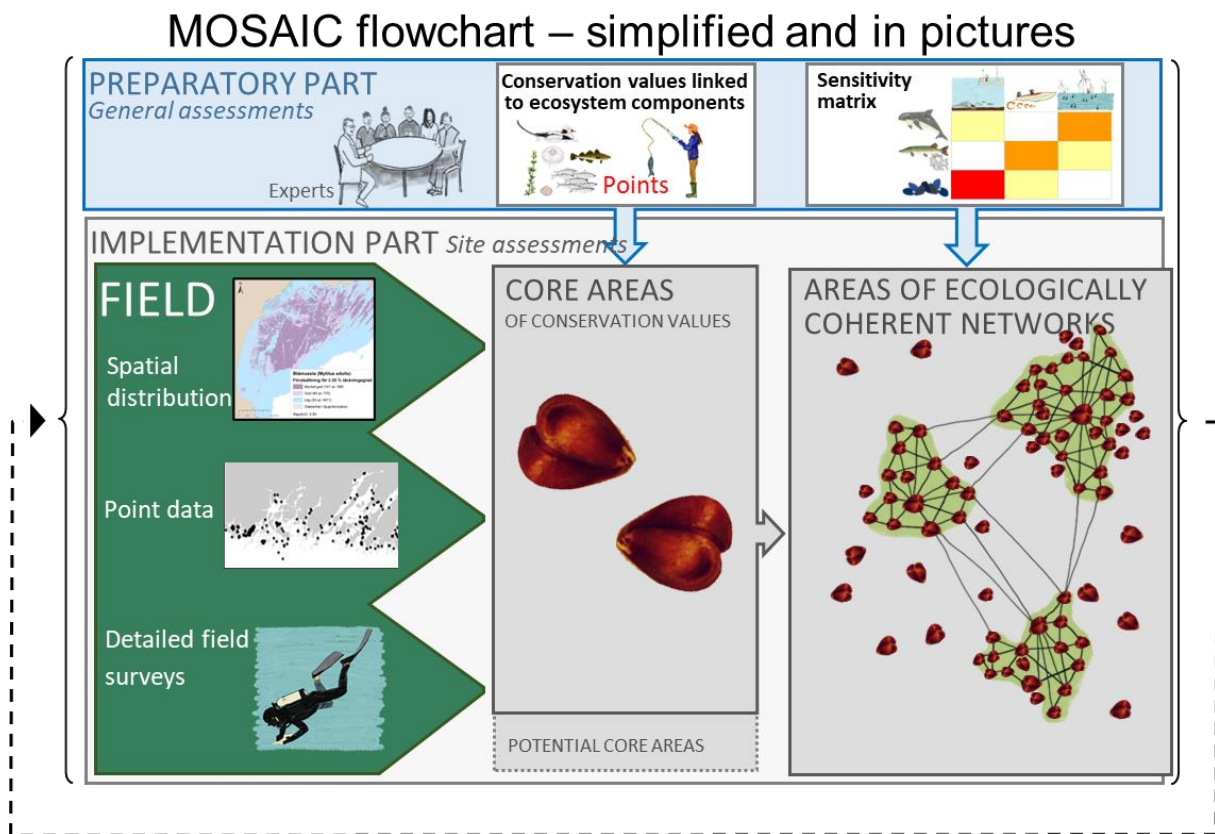 MOSAIC flowchart – simplified and in pictures
PREPARATORY PART
General assessments
Experts
Conservation values linked
to ecosystem components
Points
Sensitivity
matrix
IMPLEMENTATION PART Site assessments
FIELD
Spatial
distribution
Point data
Detailed field
surveys
CORE AREAS
OF CONSERVATION VALUES
POTENTIAL CORE AREAS
AREAS OF ECOLOGICALLY
COHERENT NETWORKS